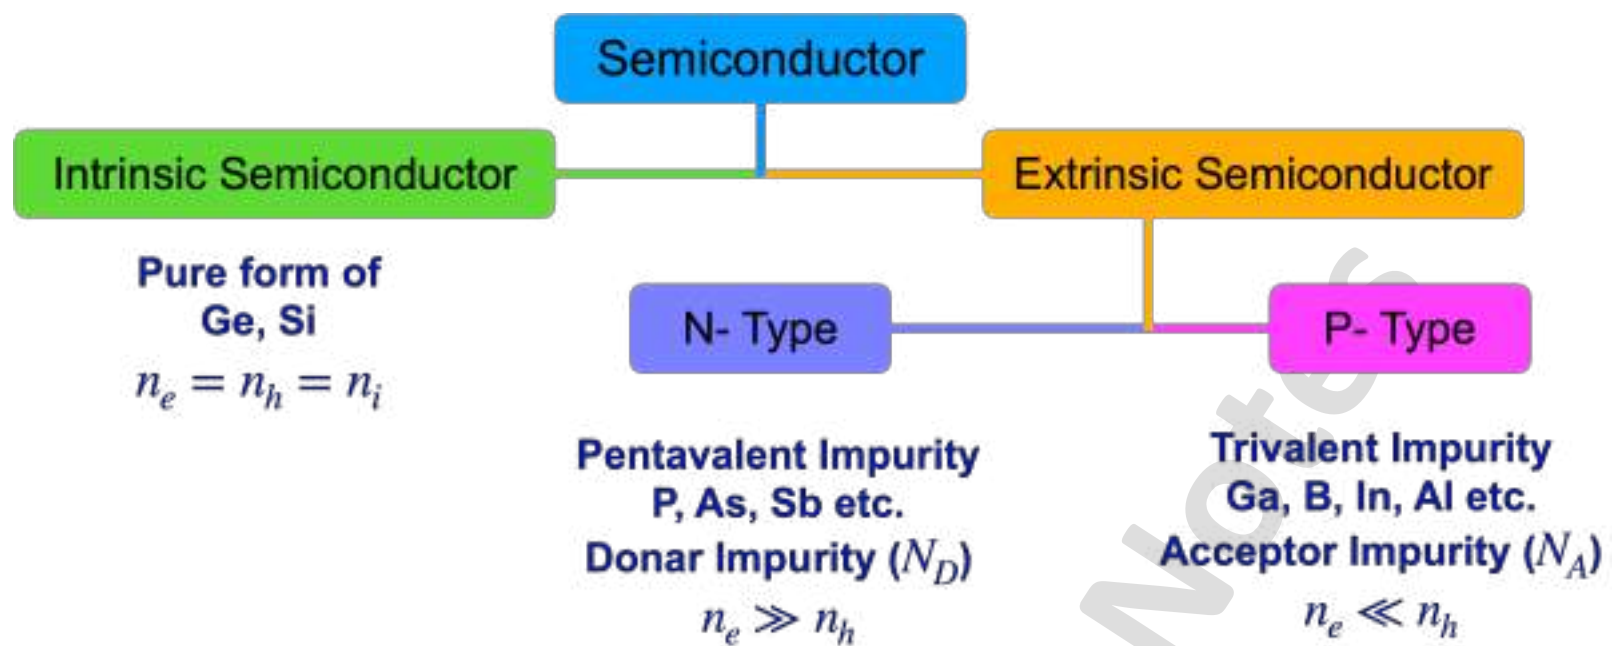 Semiconductor
Intrinsic Semiconductor
Extrinsic Semiconductor
Pure form of
Ge, Si
n_e = n_h = n_i
N- Type
P- Type
Pentavalent Impurity
P, As, Sb etc.
Donar Impurity (N_D)
n_e ≫ n_h
Trivalent Impurity
Ga, B, In, Al etc.
Acceptor Impurity (N_A)
n_e ≪ n_h
Notes